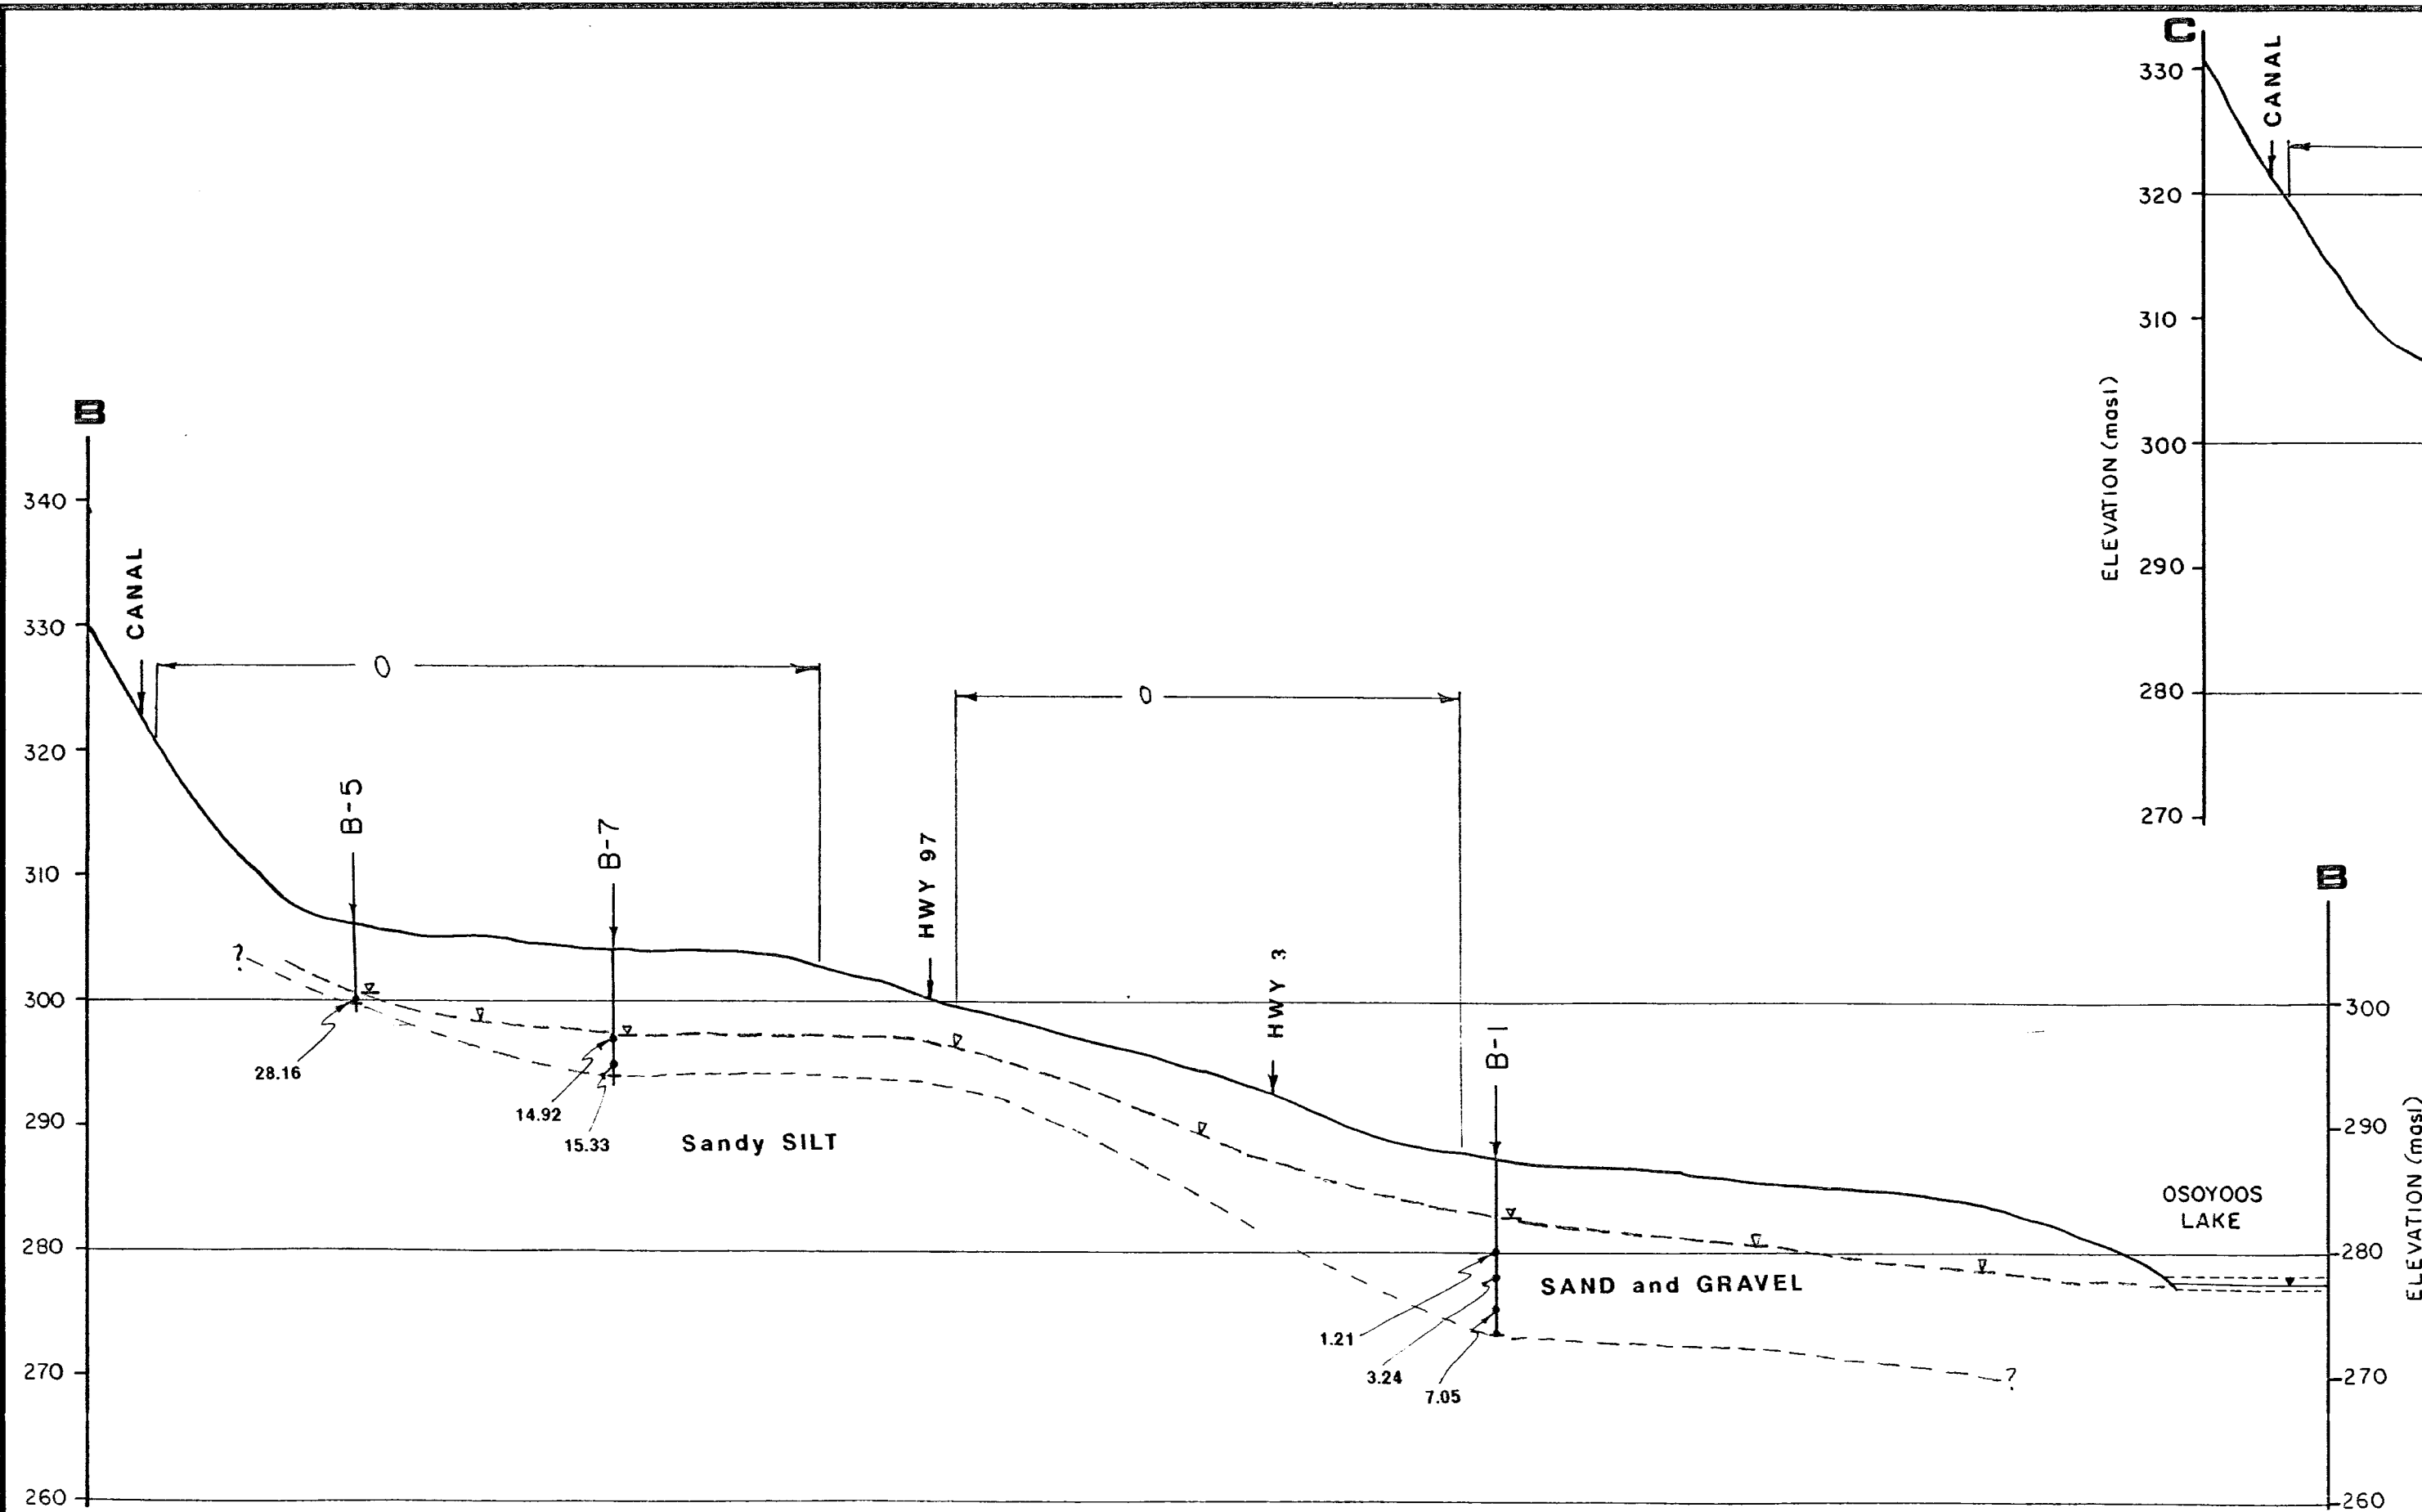 C
CANAL
330
320
310
300
290
280
270
ELEVATION (masl)
B
340
330
320
310
300
290
280
270
260
CANAL
O
O
B-5
B-7
HWY 97
HWY 3
B-1
B
?
28.16
14.92
15.33
Sandy SILT
1.21
3.24
7.05
SAND and GRAVEL
?
OSOYOOS
LAKE
300
290
280
270
260
ELEVATION (masl)